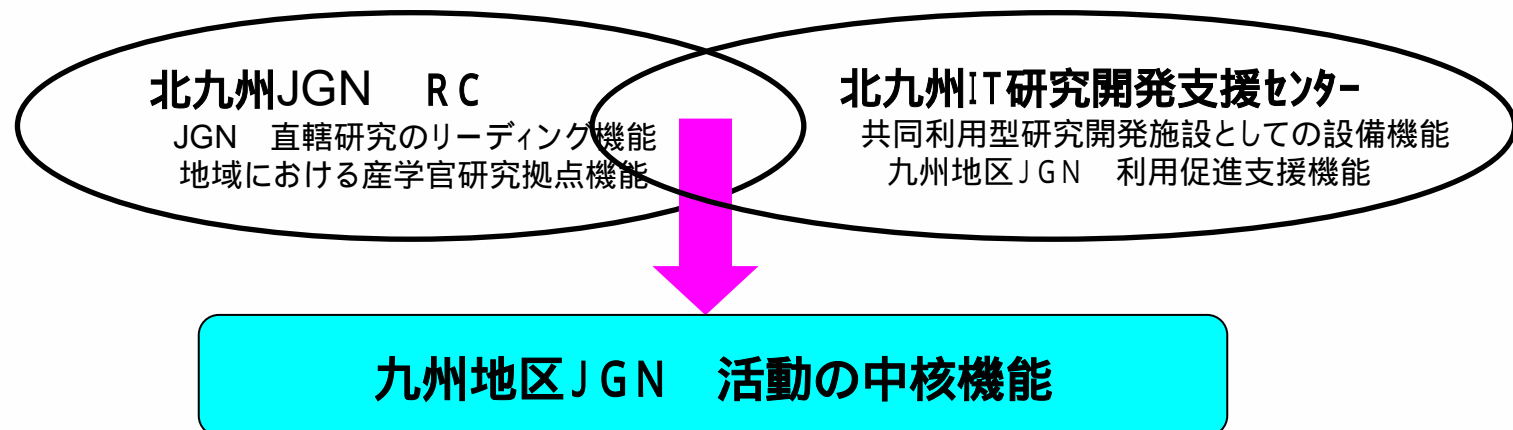 北九州JGN　RC
JGN　直轄研究のリーディング機能
地域における産学官研究拠点機能
北九州IT研究開発支援ｾﾝﾀｰ
共同利用型研究開発施設としての設備機能
九州地区JGN　利用促進支援機能
九州地区JGN　活動の中核機能